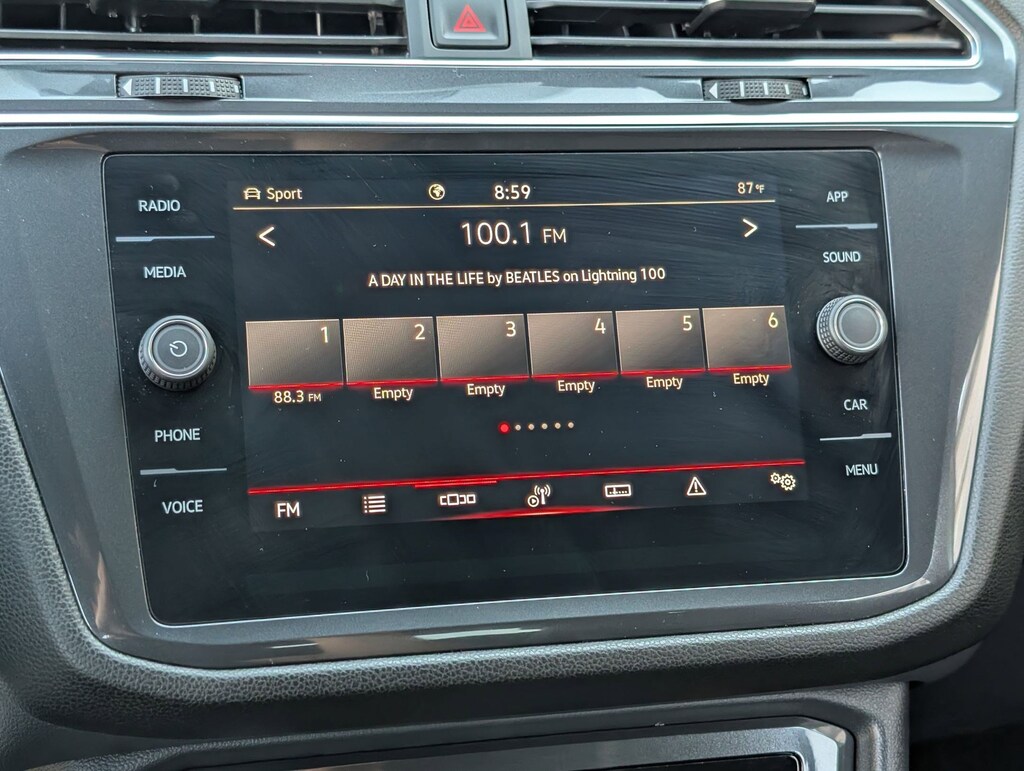 RADIO
MEDIA
PHONE
VOICE
Sport 8:59 87°F
< 100.1 FM >
A DAY IN THE LIFE by BEATLES on Lightning 100
1 2 3 4 5 6
88.3 FM Empty Empty Empty Empty Empty
FM
APP
SOUND
CAR
MENU